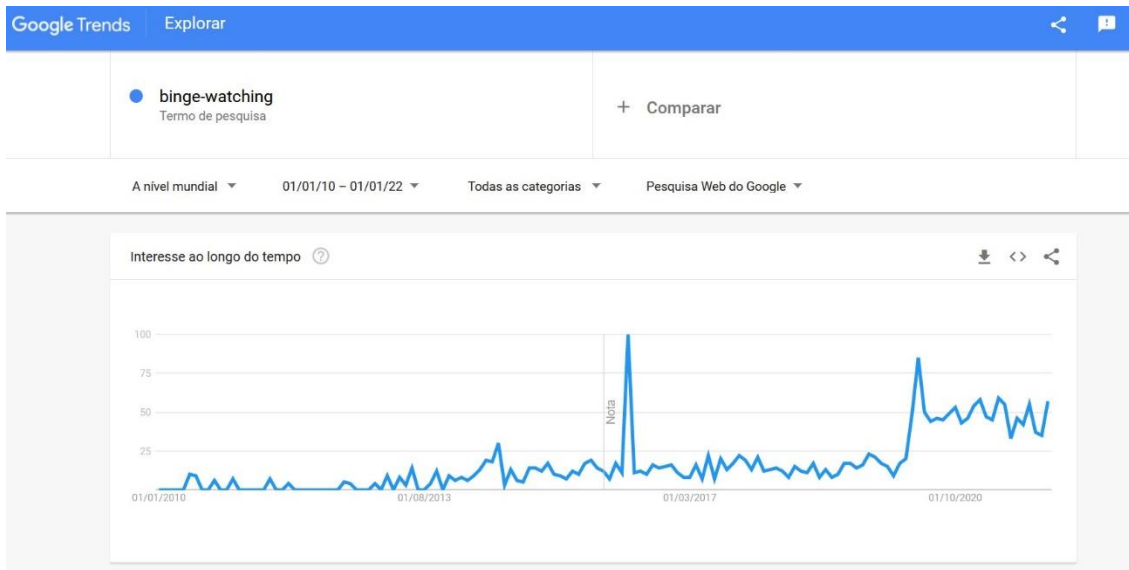 Google Trends Explorar
binge-watching
Termo de pesquisa
+ Comparar
A nível mundial 01/01/10 – 01/01/22 Todas as categorias Pesquisa Web do Google
Interesse ao longo do tempo ?
100
75
50
25
Nota
01/01/2010 01/08/2013 01/03/2017 01/10/2020